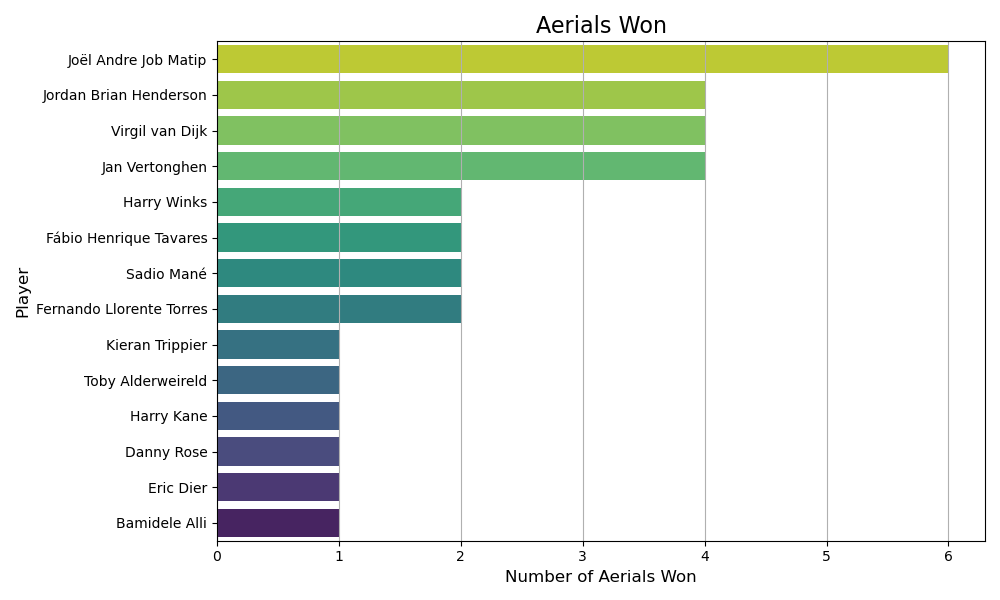 Aerials Won
Joël Andre Job Matip
Jordan Brian Henderson
Virgil van Dijk
Jan Vertonghen
Harry Winks
Fábio Henrique Tavares
Sadio Mané
Fernando Llorente Torres
Kieran Trippier
Toby Alderweireld
Harry Kane
Danny Rose
Eric Dier
Bamidele Alli
Player
0 1 2 3 4 5 6
Number of Aerials Won